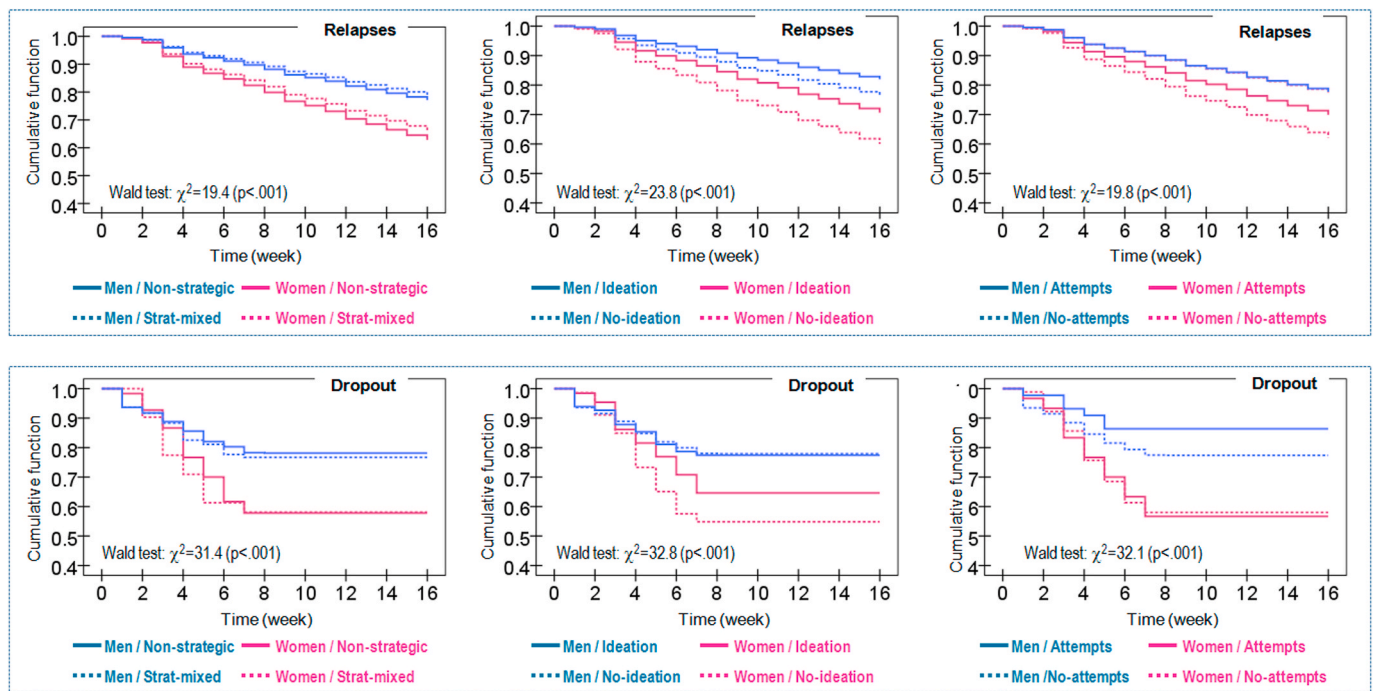 Relapses
Cumulative function
1.0
0.9
0.8
0.7
0.6
0.5
0.4
Wald test: χ²=19.4 (p<.001)
0 2 4 6 8 10 12 14 16
Time (week)
Men / Non-strategic Women / Non-strategic
Men / Strat-mixed Women / Strat-mixed
Relapses
Cumulative function
1.0
0.9
0.8
0.7
0.6
0.5
0.4
Wald test: χ²=23.8 (p<.001)
0 2 4 6 8 10 12 14 16
Time (week)
Men / Ideation Women / Ideation
Men / No-ideation Women / No-ideation
Relapses
Cumulative function
1.0
0.9
0.8
0.7
0.6
0.5
0.4
Wald test: χ²=19.8 (p<.001)
0 2 4 6 8 10 12 14 16
Time (week)
Men / Attempts Women / Attempts
Men /No-attempts Women / No-attempts
Dropout
Cumulative function
1.0
0.9
0.8
0.7
0.6
0.5
0.4
Wald test: χ²=31.4 (p<.001)
0 2 4 6 8 10 12 14 16
Time (week)
Men / Non-strategic Women / Non-strategic
Men / Strat-mixed Women / Strat-mixed
Dropout
Cumulative function
1.0
0.9
0.8
0.7
0.6
0.5
0.4
Wald test: χ²=32.8 (p<.001)
0 2 4 6 8 10 12 14 16
Time (week)
Men / Ideation Women / Ideation
Men / No-ideation Women / No-ideation
Dropout
Cumulative function
0
9
8
7
6
5
4
Wald test: χ²=32.1 (p<.001)
0 2 4 6 8 10 12 14 16
Time (week)
Men / Attempts Women / Attempts
Men /No-attempts Women / No-attempts